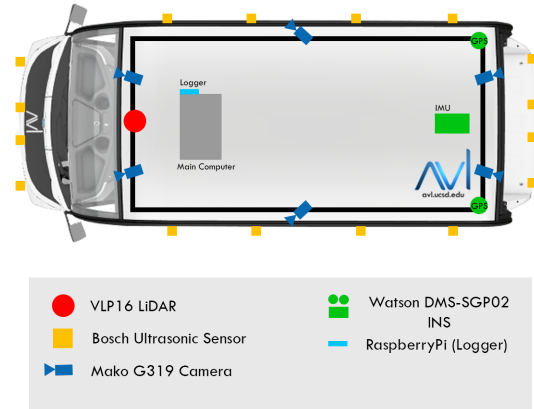 GPS
Logger
IMU
Main Computer
AVL
AVL
avl.ucsd.edu
GPS
VLP16 LiDAR
Watson DMS-SGP02
INS
Bosch Ultrasonic Sensor
RaspberryPi (Logger)
Mako G319 Camera